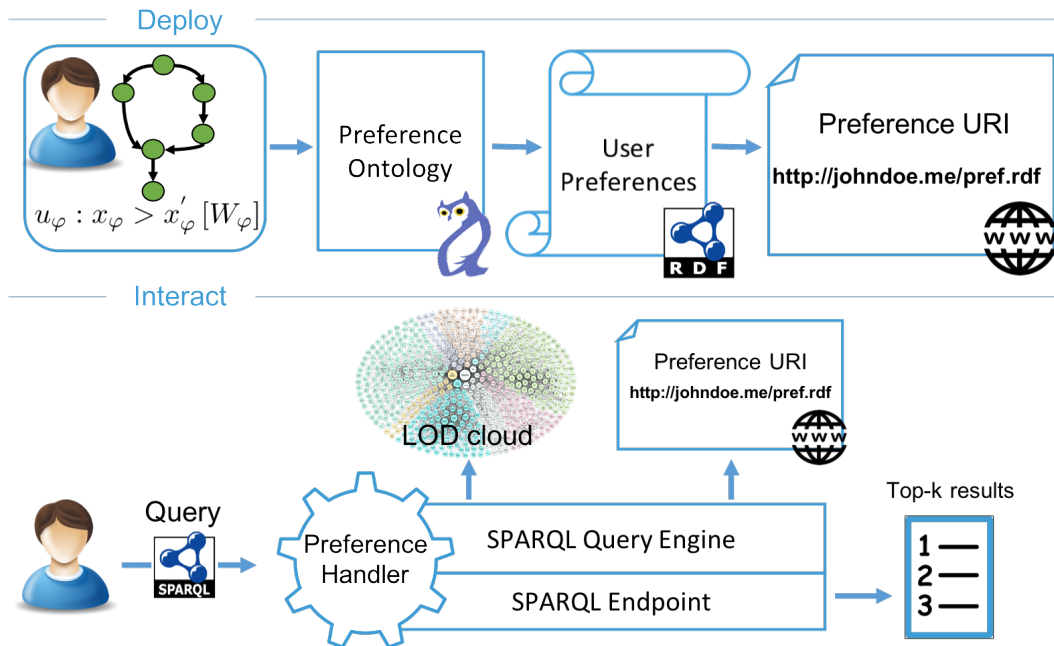 Deploy
u_φ : x_φ > x'_φ [W_φ]
Preference
Ontology
User
Preferences
RDF
Preference URI
http://johndoe.me/pref.rdf
WWW
Interact
LOD cloud
Preference URI
http://johndoe.me/pref.rdf
WWW
Query
SPARQL
Preference
Handler
SPARQL Query Engine
SPARQL Endpoint
Top-k results
1
2
3